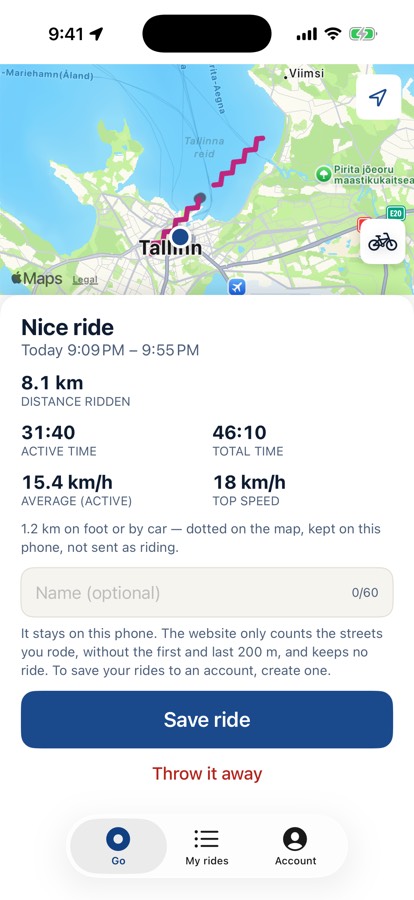 9:41
-Mariehamn(Åland)
rita-Aegna
Viimsi
Tallinna
reid
Pirita jõeoru
maastikukaitsea
E20
Tallinn
Maps
Legal
Nice ride
Today 9:09 PM – 9:55 PM
8.1 km
DISTANCE RIDDEN
31:40 46:10
ACTIVE TIME TOTAL TIME
15.4 km/h 18 km/h
AVERAGE (ACTIVE) TOP SPEED
1.2 km on foot or by car — dotted on the map, kept on this
phone, not sent as riding.
Name (optional) 0/60
It stays on this phone. The website only counts the streets
you rode, without the first and last 200 m, and keeps no
ride. To save your rides to an account, create one.
Save ride
Throw it away
Go My rides Account